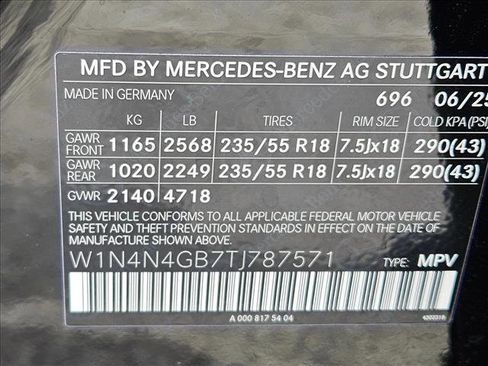 MFD BY MERCEDES-BENZ AG STUTTGART
MADE IN GERMANY 696 06/25
KG LB TIRES RIM SIZE COLD KPA(PSI)
GAWR FRONT 1165 2568 235/55 R18 7.5Jx18 290(43)
GAWR REAR 1020 2249 235/55 R18 7.5Jx18 290(43)
GVWR 2140 4718
THIS VEHICLE CONFORMS TO ALL APPLICABLE FEDERAL MOTOR VEHICLE
SAFETY AND THEFT PREVENTION STANDARDS IN EFFECT ON THE DATE OF
MANUFACTURE SHOWN ABOVE.
W1N4N4GB7TJ787571 TYPE: MPV
A 000 817 54 04